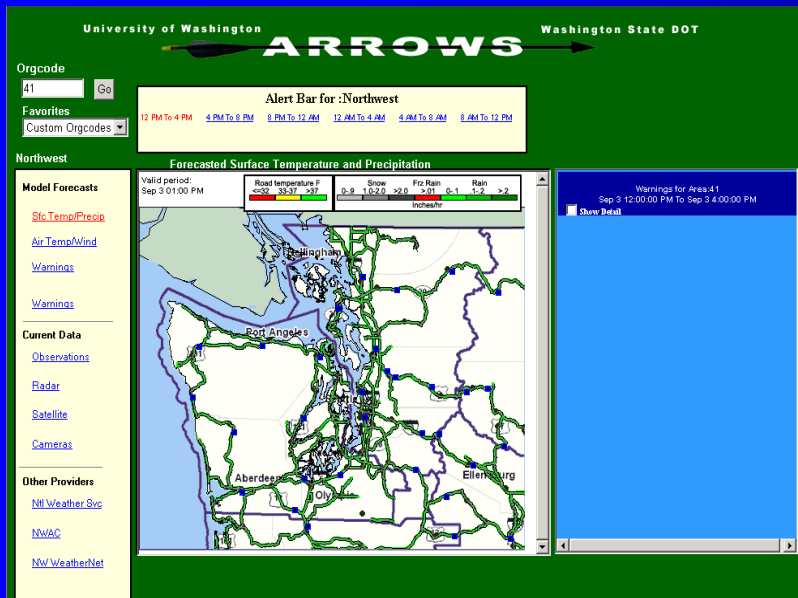 University of Washington
Washington State DOT
ARROWS
Orgcode
41
Go
Favorites
Custom Orgcodes
Northwest
Alert Bar for :Northwest
12 PM To 4 PM 4 PM To 8 PM 8 PM To 12 AM 12 AM To 4 AM 4 AM To 8 AM 8 AM To 12 PM
Forecasted Surface Temperature and Precipitation
Model Forecasts
Sfc Temp/Precip
Air Temp/Wind
Warnings
Warnings
Current Data
Observations
Radar
Satellite
Cameras
Other Providers
Ntl Weather Svc
NWAC
NW WeatherNet
Valid period:
Sep 3 01:00 PM
Road temperature F
<=32 33-37 >37
Snow Frz Rain Rain
0-.9 1.0-2.0 >2.0 >.01 0-.1 .1-.2 >.2
Inches/hr
Bellingham
Port Angeles
Aberdeen
Olympia
Ellensburg
Warnings for Area:41
Sep 3 12:00:00 PM To Sep 3 4:00:00 PM
Show Detail